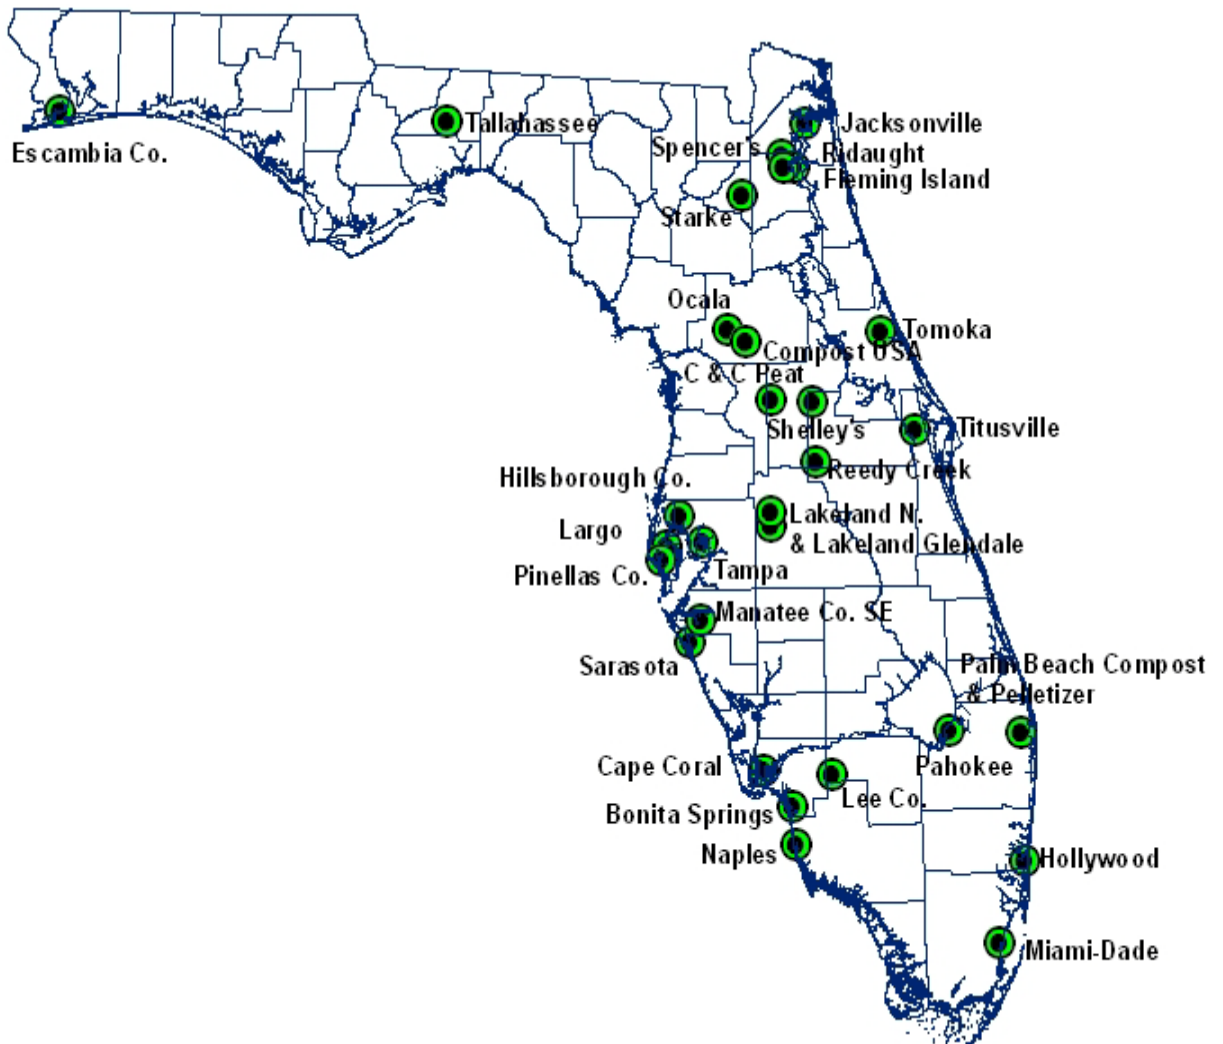 Tallahassee
Jacksonville
Escambia Co.
Spencer's
Ridaught
Fleming Island
Starke
Ocala
Tomoka
Compost USA
C & C Peat
Shelley's
Titusville
Reedy Creek
Hillsborough Co.
Lakeland N.
& Lakeland Glendale
Largo
Tampa
Pinellas Co.
Manatee Co. SE
Sarasota
Palm Beach Compost
& Pelletizer
Cape Coral
Pahokee
Lee Co.
Bonita Springs
Naples
Hollywood
Miami-Dade